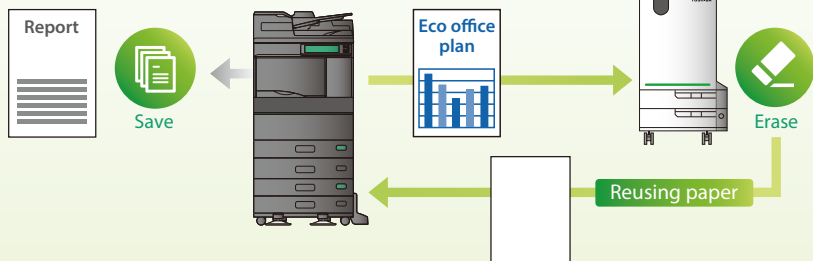 Report
Eco office
plan
Save
Erase
Reusing paper